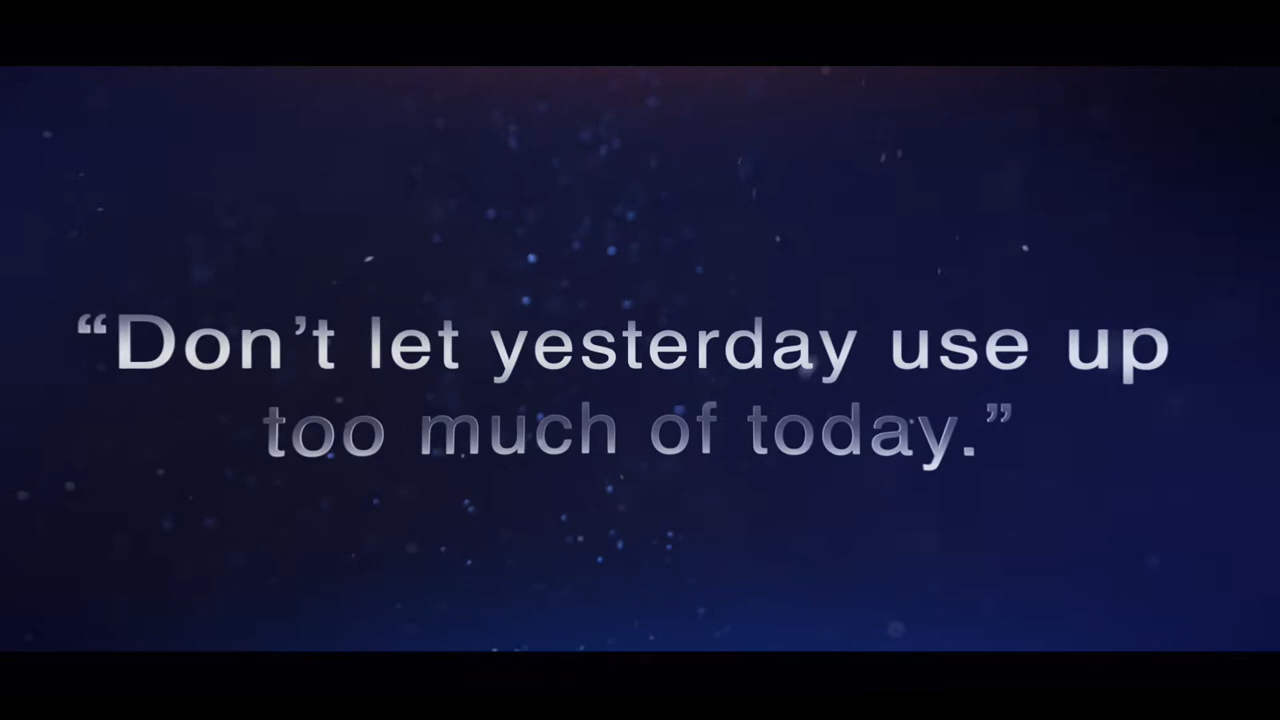 “Don’t let yesterday use up
too much of today.”